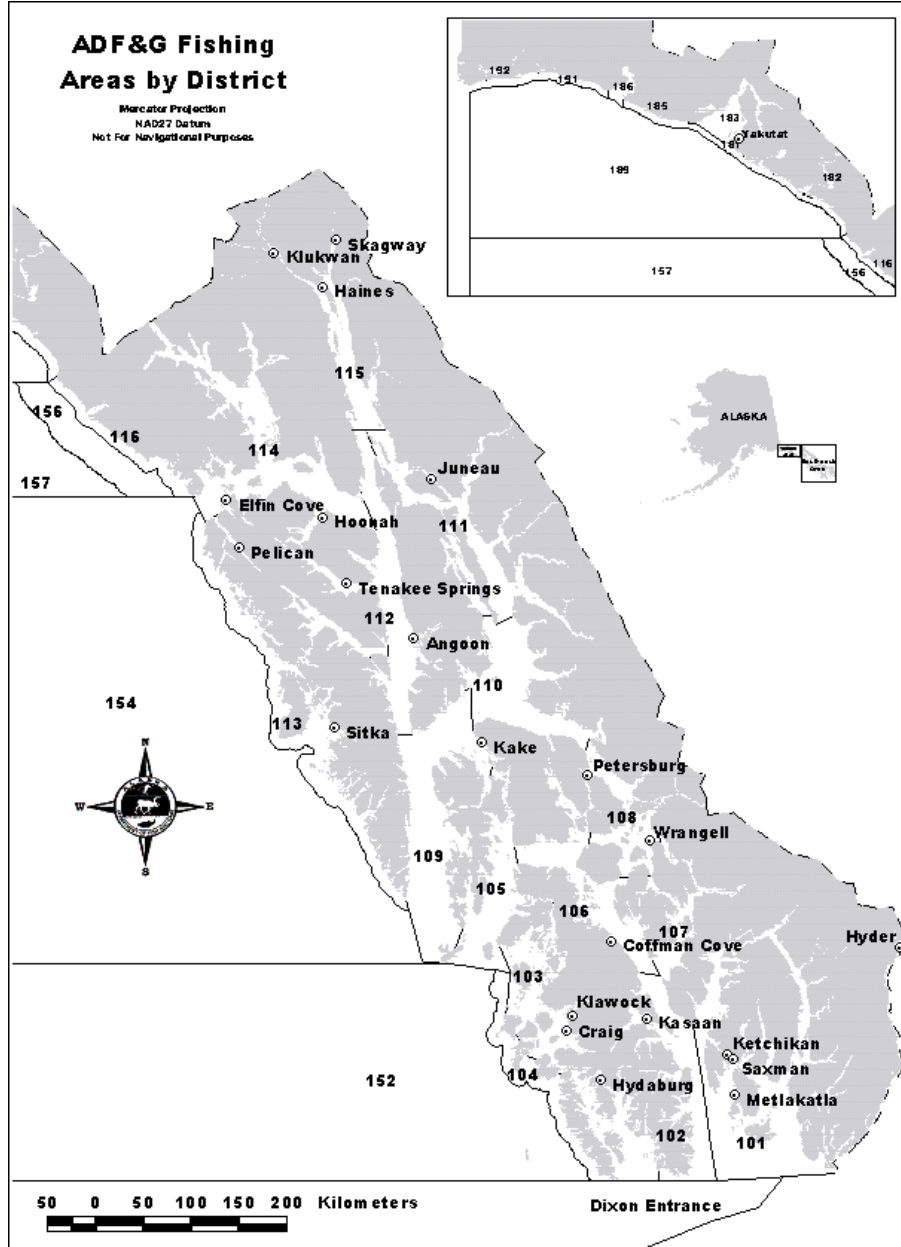 ADF&G Fishing
Areas by District
Mercator Projection
NAD27 Datum
Not For Navigational Purposes
192
191
186
185
183
Yakutat
181
182
189
157
156
116
Skagway
Klukwan
Haines
115
ALASKA
156
116
114
157
Juneau
Elfin Cove
Hoonah
111
Pelican
Tenakee Springs
112
Angoon
110
154
113
Sitka
Kake
N
W
E
S
Petersburg
108
Wrangell
109
105
106
107
Hyder
Coffman Cove
103
Klawock
Kasaan
Craig
Ketchikan
Saxman
104
152
Hydaburg
Metlakatla
102
101
50 0 50 100 150 200 Kilometers
Dixon Entrance